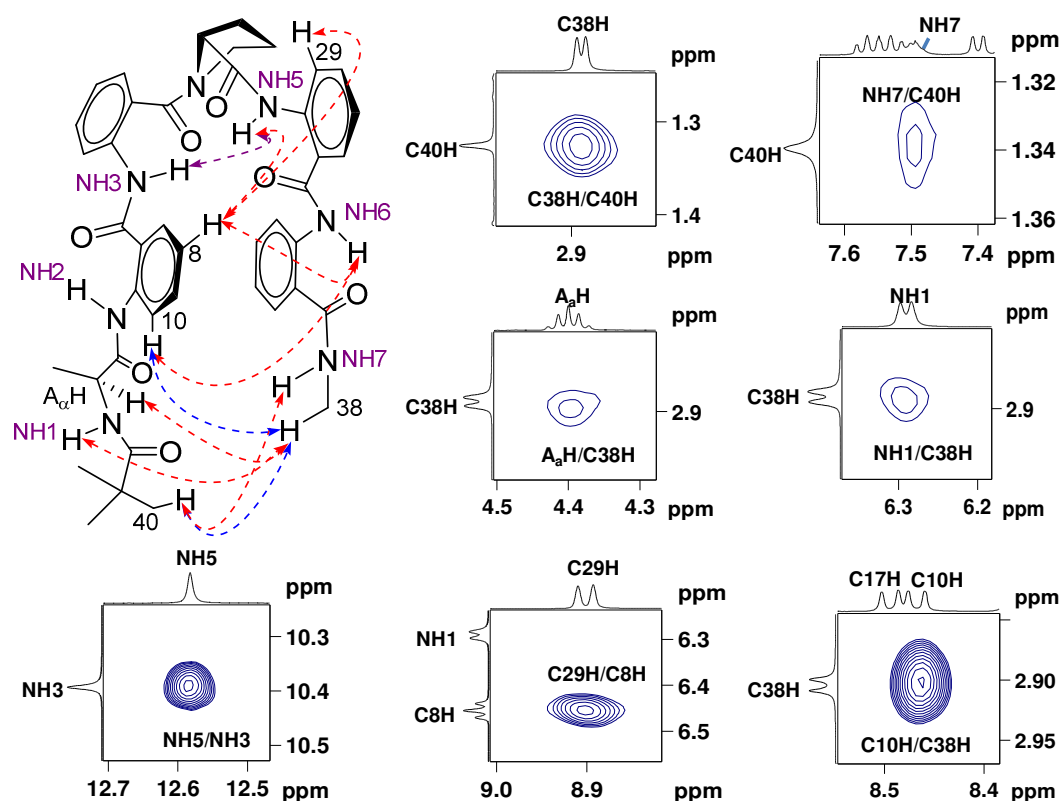 H
29
N
NH5
O
N
O
H
N
H
NH3
O
NH6
N
O
H
H
8
NH2
H
N
10
O
H
O
NH7
N
H
AαH
H
38
N
H
NH1
H
O
H
40
C38H
ppm
C40H
1.3
C38H/C40H
1.4
2.9
ppm
NH7
ppm
1.32
NH7/C40H
C40H
1.34
1.36
7.6
7.5
7.4
ppm
AaH
ppm
C38H
2.9
AaH/C38H
4.5
4.4
4.3
ppm
NH1
ppm
C38H
2.9
NH1/C38H
6.3
6.2
ppm
NH5
ppm
10.3
NH3
10.4
NH5/NH3
10.5
12.7
12.6
12.5
ppm
C29H
ppm
NH1
6.3
C29H/C8H
6.4
C8H
6.5
9.0
8.9
ppm
C17H C10H
ppm
C38H
2.90
C10H/C38H
2.95
8.5
8.4
ppm